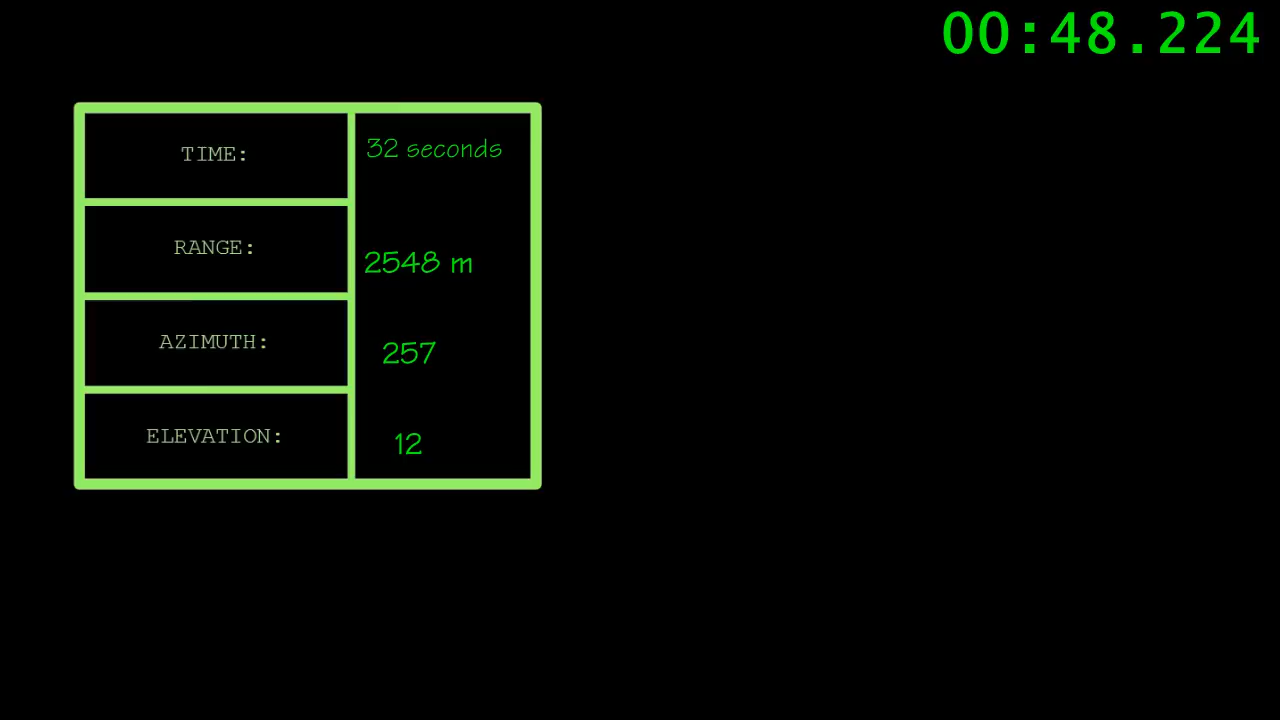 00:48.224
TIME: 32 seconds
RANGE: 2548 m
AZIMUTH: 257
ELEVATION: 12